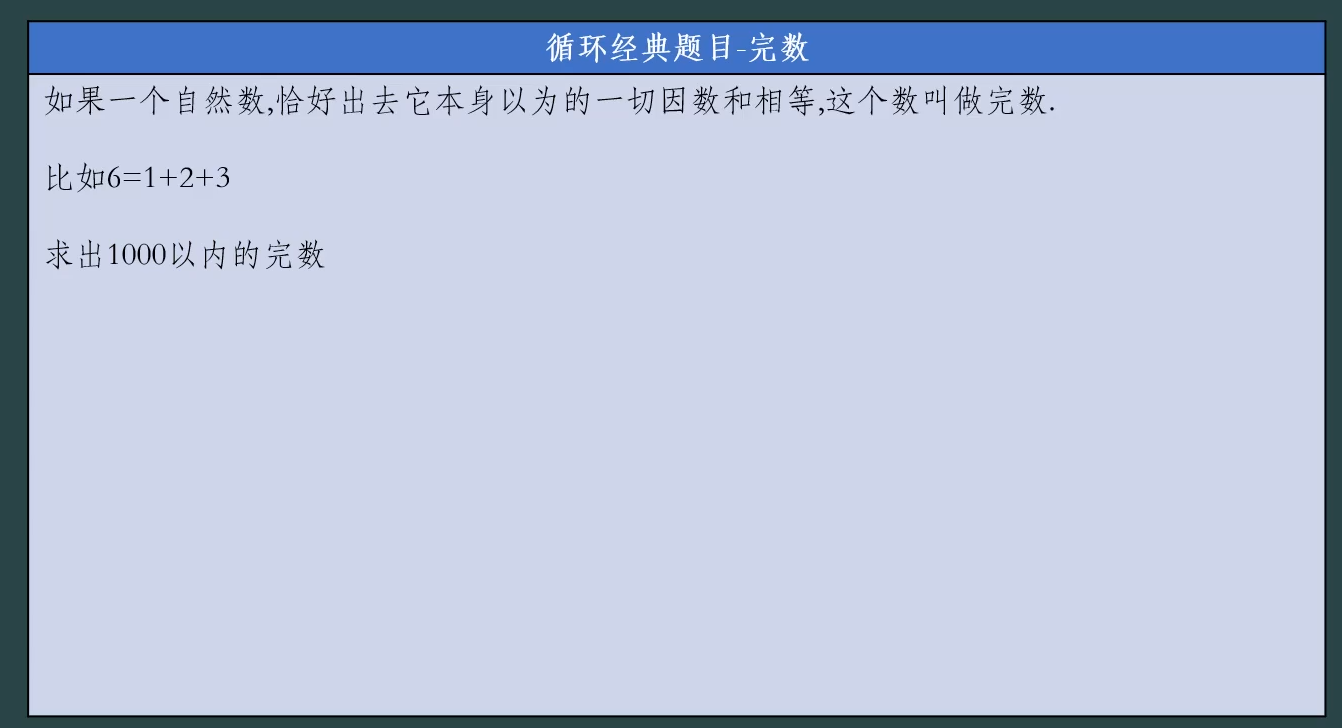 循环经典题目-完数
如果一个自然数,恰好出去它本身以为的一切因数和相等,这个数叫做完数.
比如6=1+2+3
求出1000以内的完数